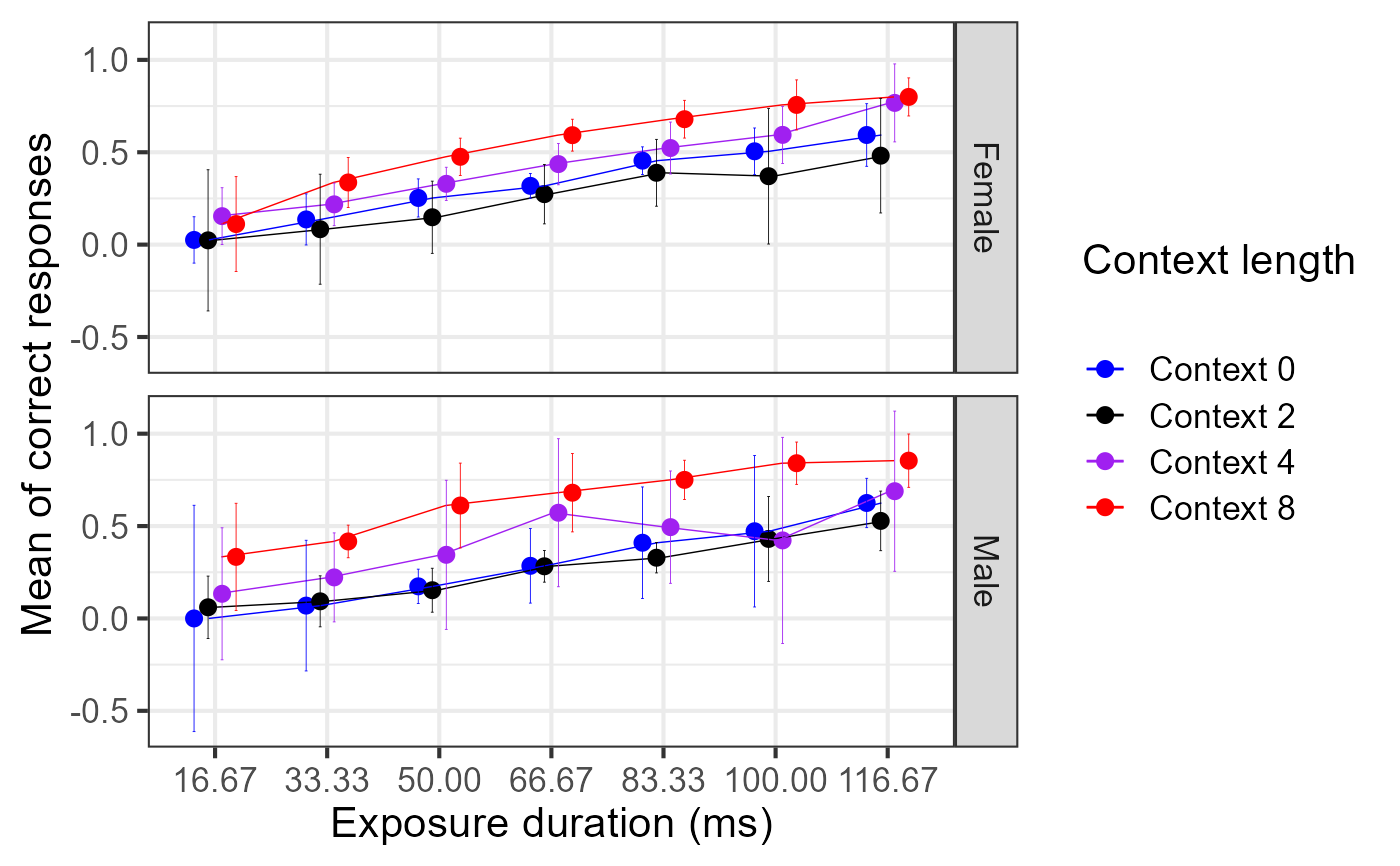 Mean of correct responses
1.0
0.5
0.0
-0.5
Female
1.0
0.5
0.0
-0.5
Male
16.67 33.33 50.00 66.67 83.33 100.00 116.67
Exposure duration (ms)
Context length
Context 0
Context 2
Context 4
Context 8